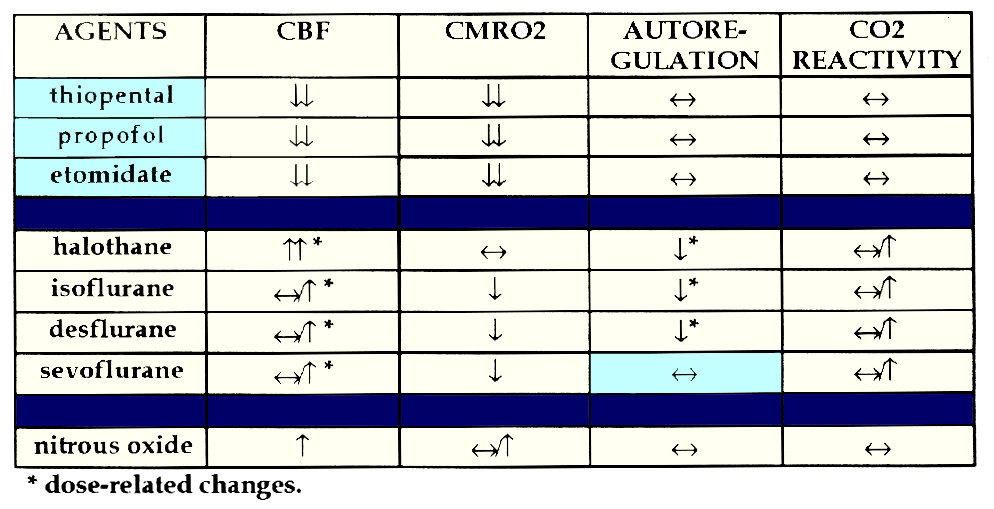 AGENTS CBF CMRO2 AUTORE-GULATION CO2 REACTIVITY
thiopental ↓↓ ↓↓ ↔ ↔
propofol ↓↓ ↓↓ ↔ ↔
etomidate ↓↓ ↓↓ ↔ ↔
halothane ↑↑* ↔ ↓* ↔/↑
isoflurane ↔/↑* ↓ ↓* ↔/↑
desflurane ↔/↑* ↓ ↓* ↔/↑
sevoflurane ↔/↑* ↓ ↔ ↔/↑
nitrous oxide ↑ ↔/↑ ↔ ↔
* dose-related changes.